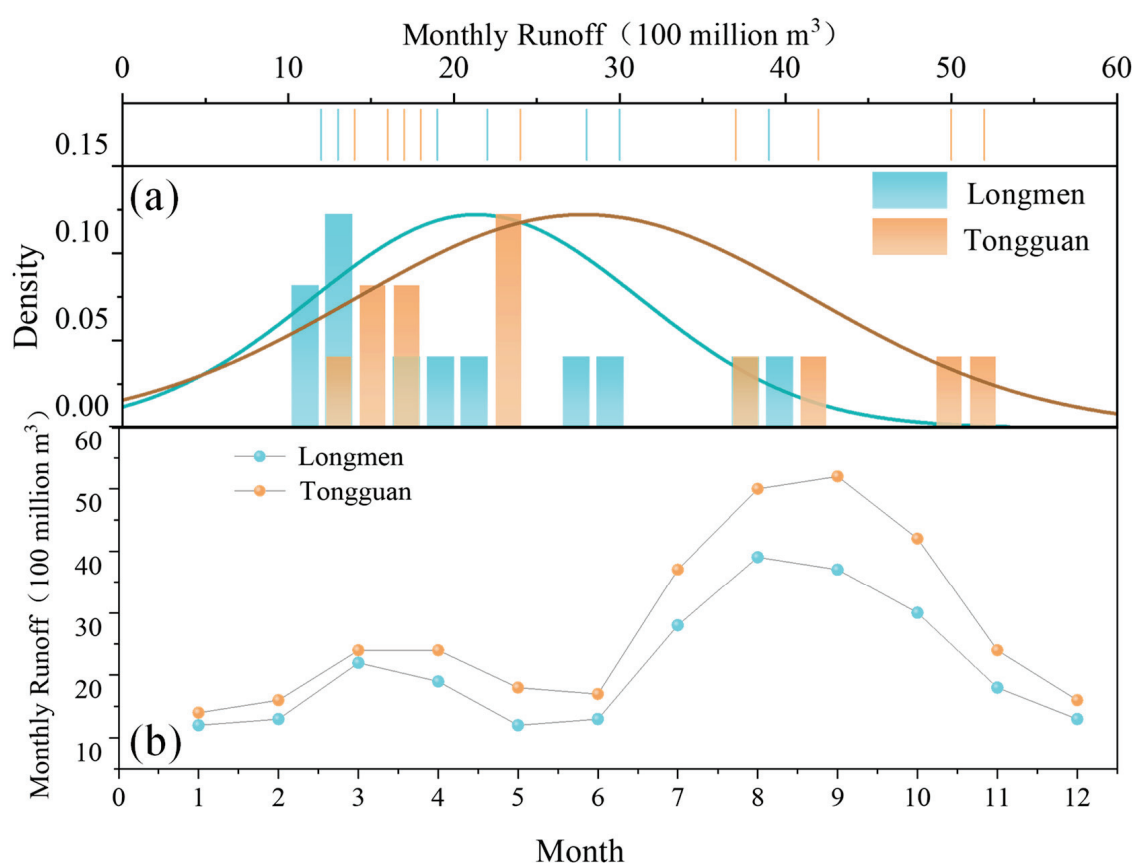 Monthly Runoff（100 million m³）
0 10 20 30 40 50 60
0.15
(a)
Longmen
Tongguan
0.10
0.05
0.00
Density
60
50
40
30
20
10
Monthly Runoff（100 million m³）
Longmen
Tongguan
(b)
0 1 2 3 4 5 6 7 8 9 10 11 12
Month